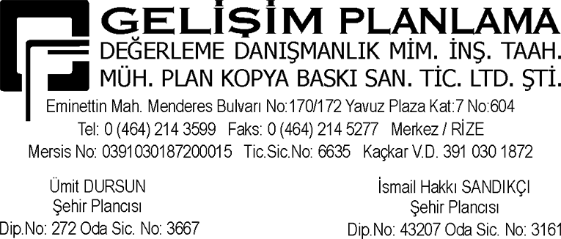 GELİŞİM PLANLAMA
DEĞERLEME DANIŞMANLIK MİM. İNŞ. TAAH.
MÜH. PLAN KOPYA BASKI SAN. TİC. LTD. ŞTİ.
Eminettin Mah. Menderes Bulvarı No:170/172 Yavuz Plaza Kat:7 No:604
Tel: 0 (464) 214 3599 Faks: 0 (464) 214 5277 Merkez / RİZE
Mersis No: 0391030187200015 Tic.Sic.No: 6635 Kaçkar V.D. 391 030 1872
Ümit DURSUN
Şehir Plancısı
Dip.No: 272 Oda Sic. No: 3667
İsmail Hakkı SANDIKÇI
Şehir Plancısı
Dip.No: 43207 Oda Sic. No: 3161